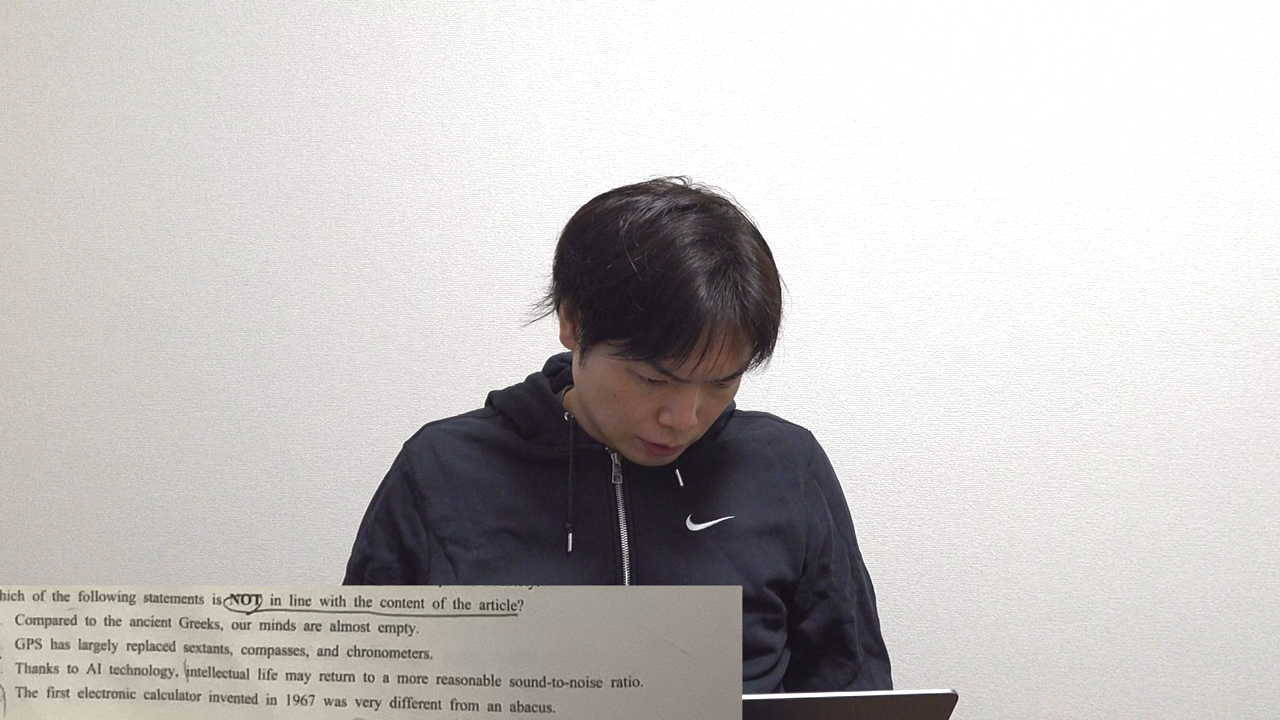 hich of the following statements is NOT in line with the content of the article?
Compared to the ancient Greeks, our minds are almost empty.
GPS has largely replaced sextants, compasses, and chronometers.
Thanks to AI technology, intellectual life may return to a more reasonable sound-to-noise ratio.
The first electronic calculator invented in 1967 was very different from an abacus.